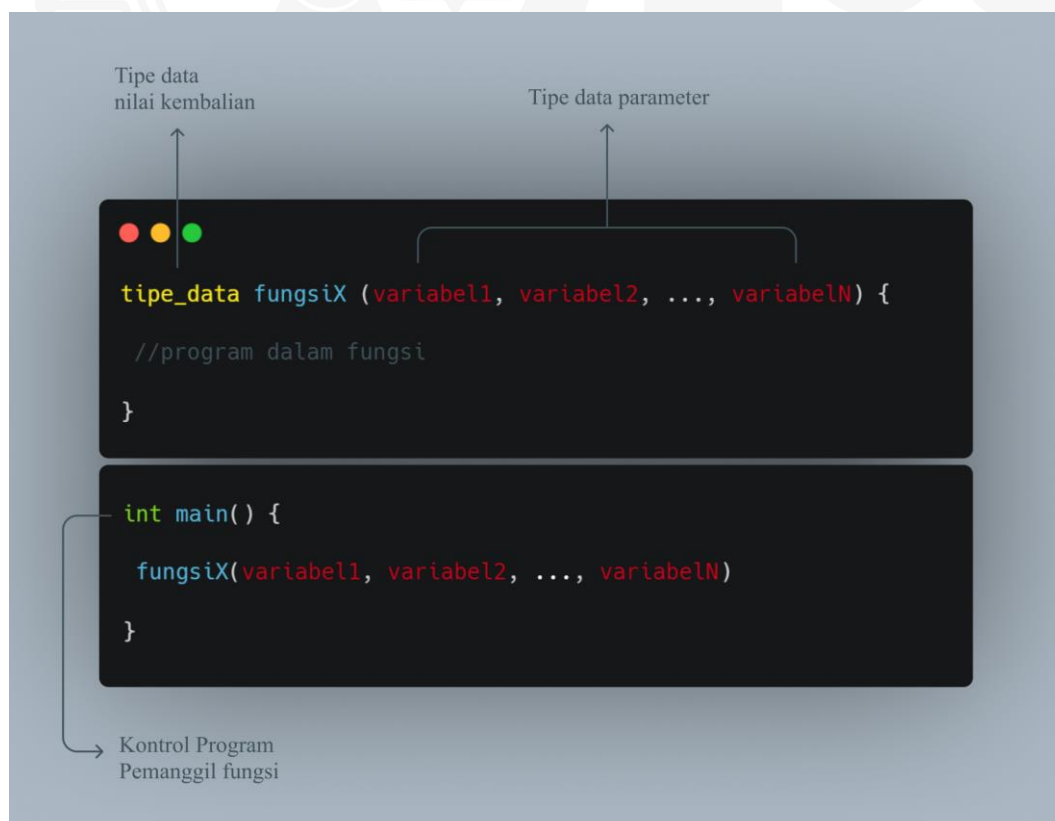 Tipe data
nilai kembalian
Tipe data parameter
tipe_data fungsiX (variabel1, variabel2, ..., variabelN) {
//program dalam fungsi
}
int main() {
fungsiX(variabel1, variabel2, ..., variabelN)
}
Kontrol Program
Pemanggil fungsi